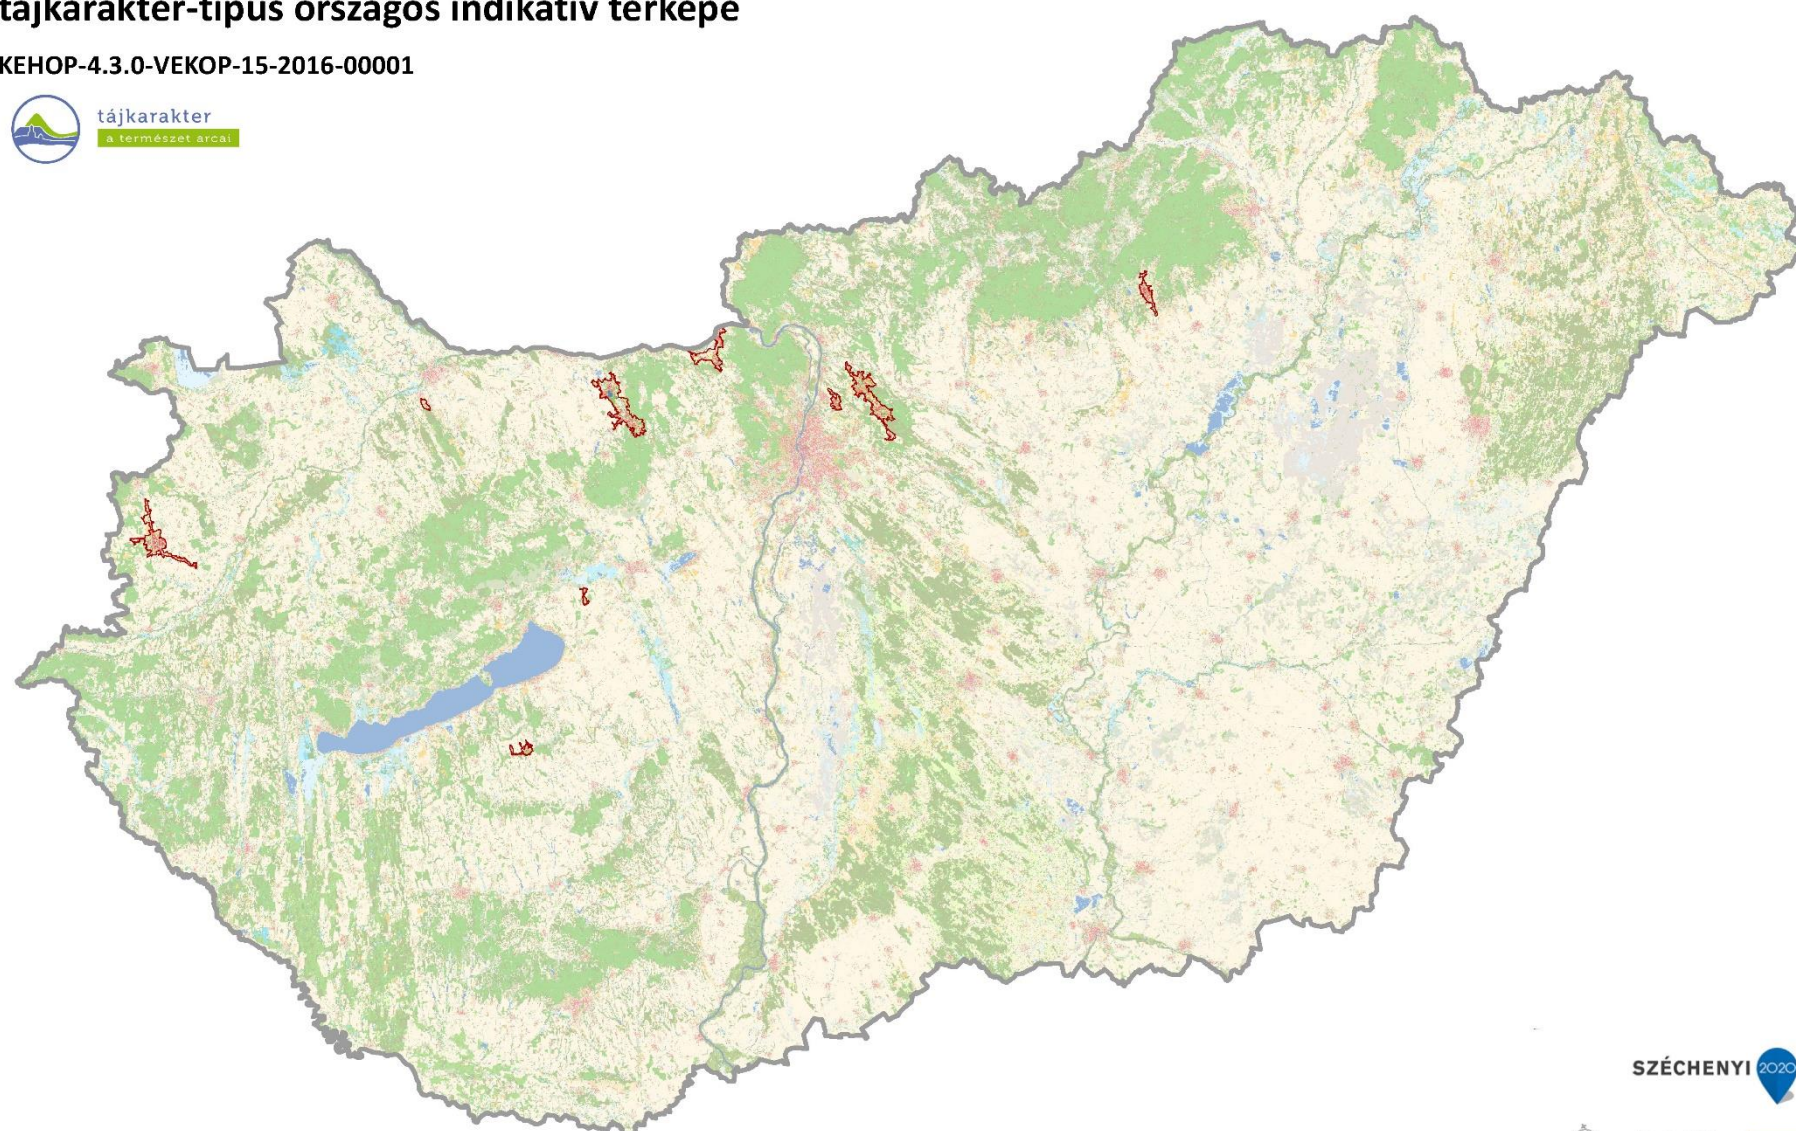 tájkarakter-típus országos indikatív térképe
KEHOP-4.3.0-VEKOP-15-2016-00001
tájkarakter
a természet arcai
SZÉCHENYI 2020